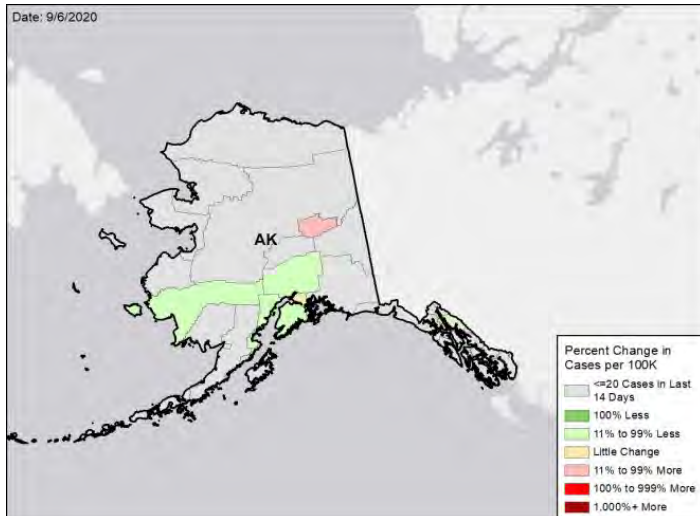 Date: 9/6/2020
AK
Percent Change in
Cases per 100K
<=20 Cases in Last
14 Days
100% Less
11% to 99% Less
Little Change
11% to 99% More
100% to 999% More
1,000%+ More